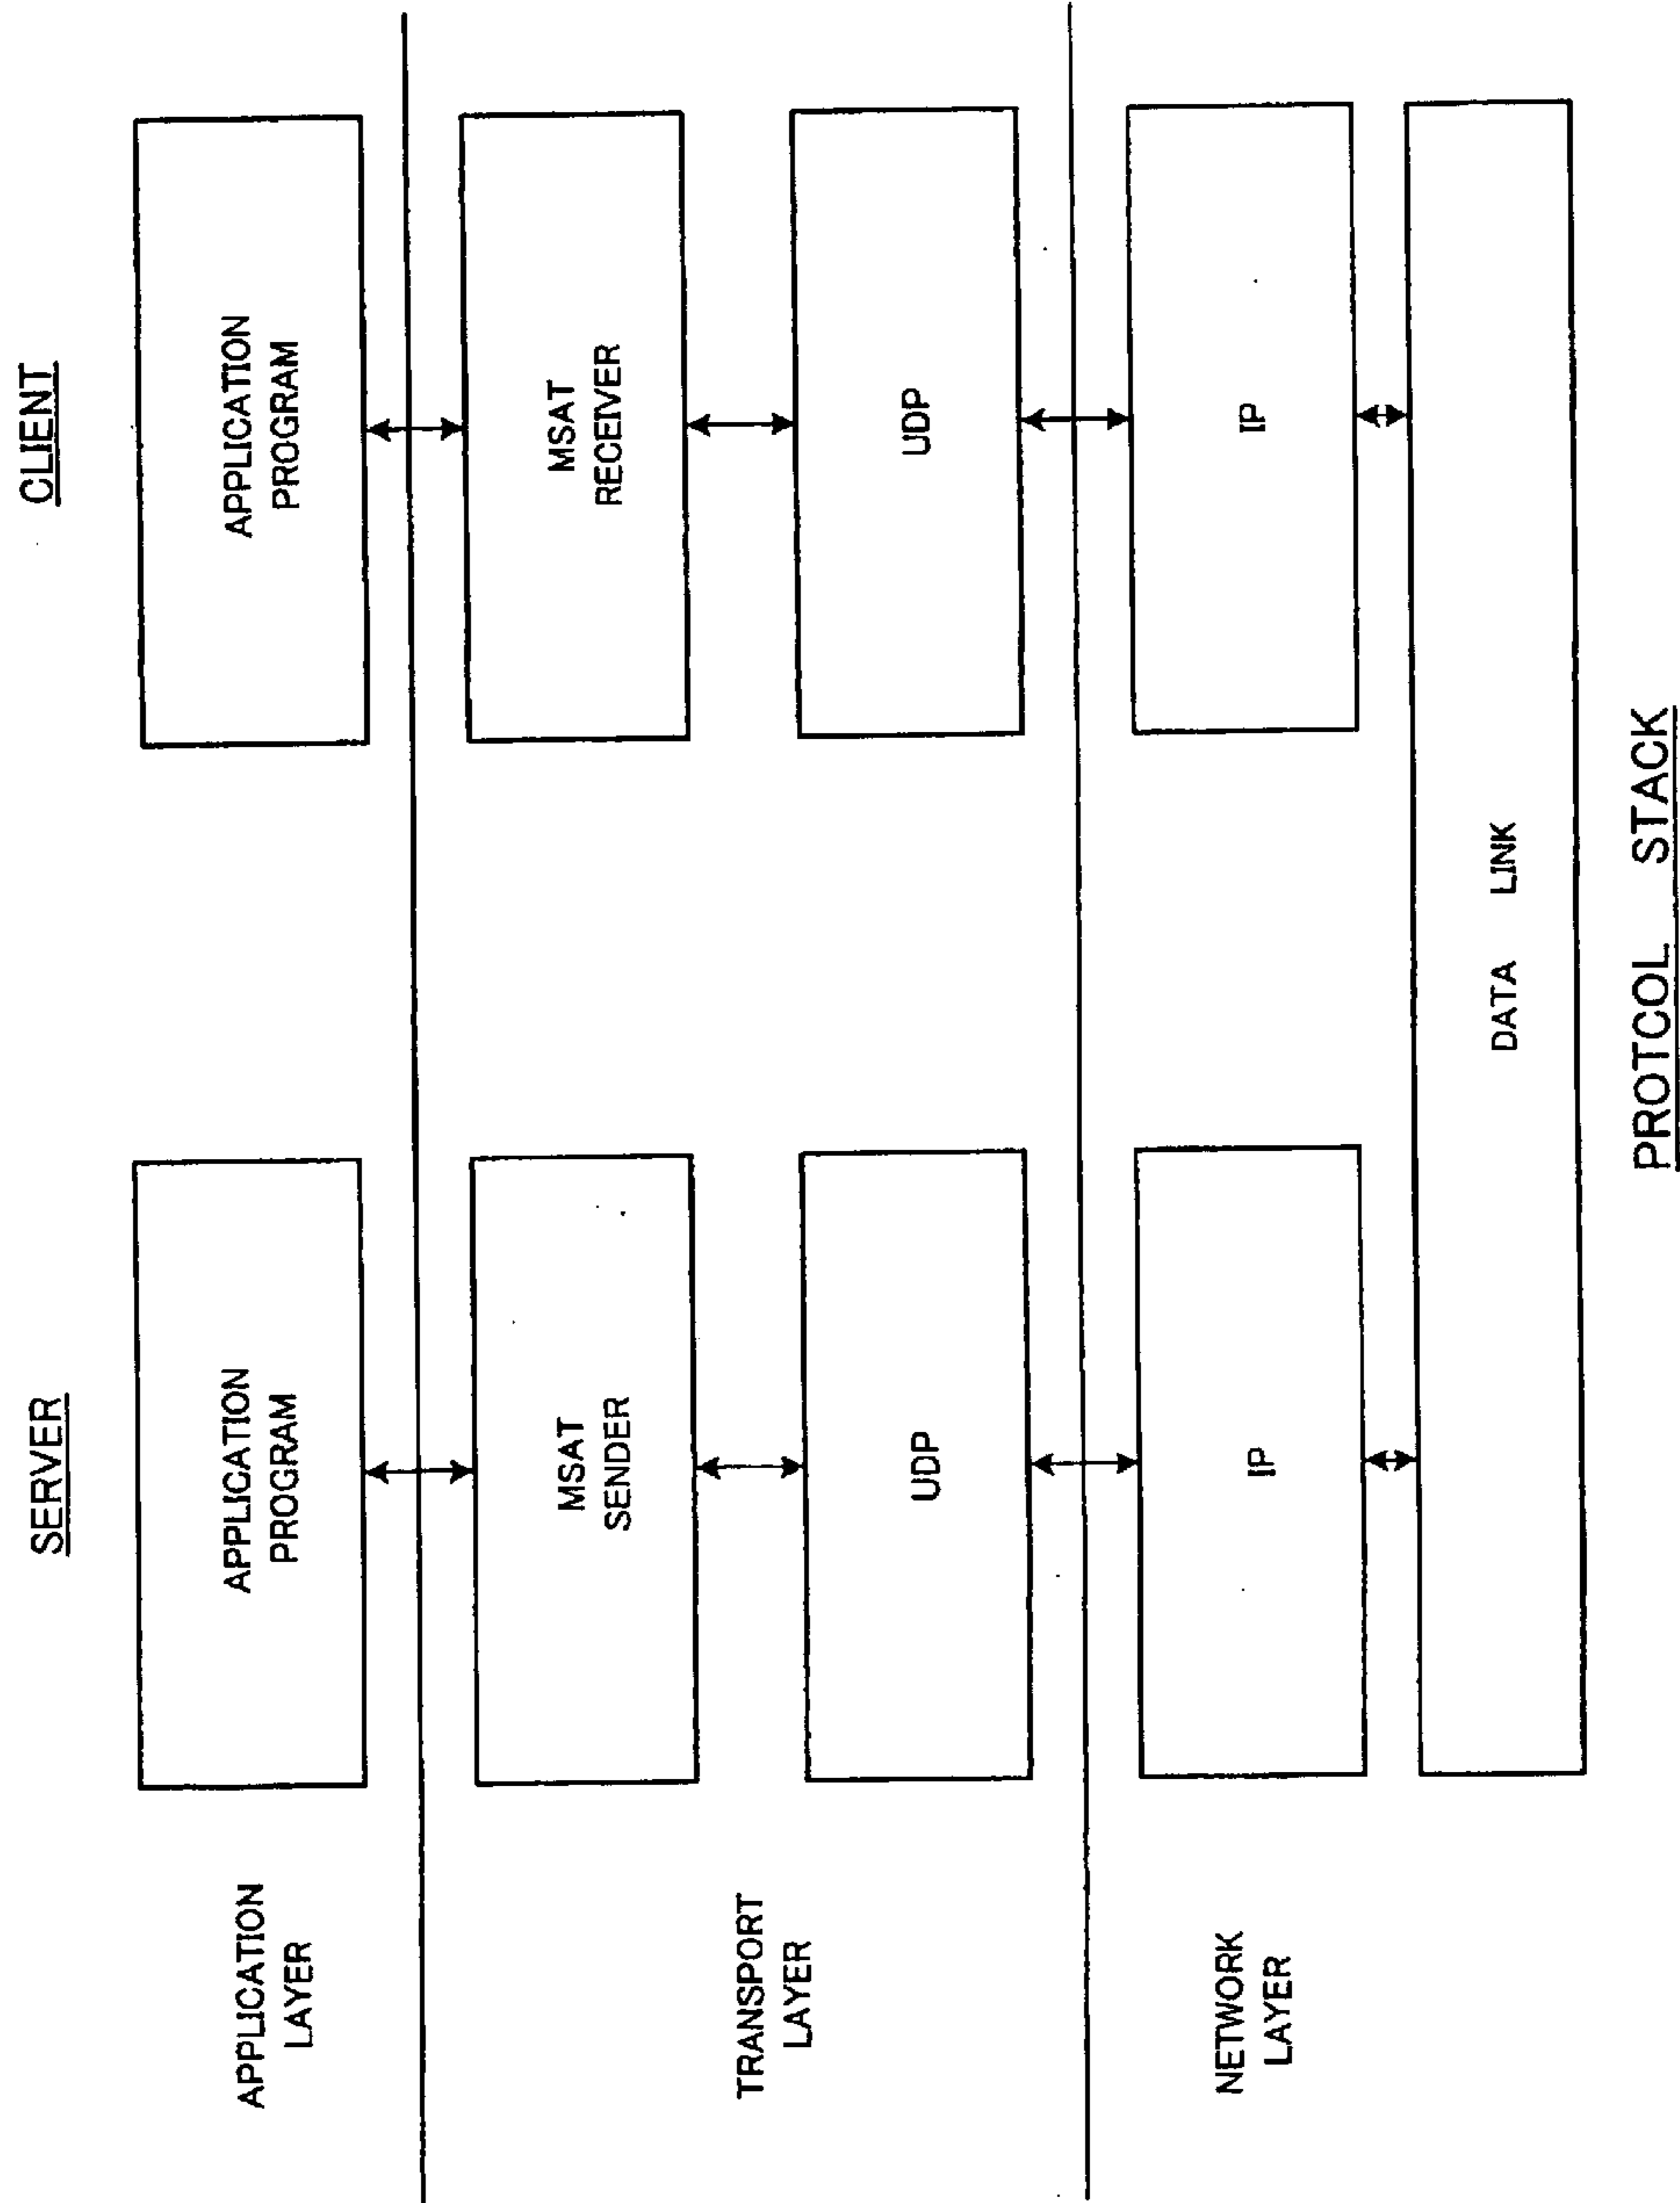 SERVER
CLIENT
APPLICATION
LAYER
APPLICATION
PROGRAM
APPLICATION
PROGRAM
TRANSPORT
LAYER
MSAT
SENDER
MSAT
RECEIVER
UDP
UDP
NETWORK
LAYER
IP
IP
DATA LINK
PROTCOL STACK